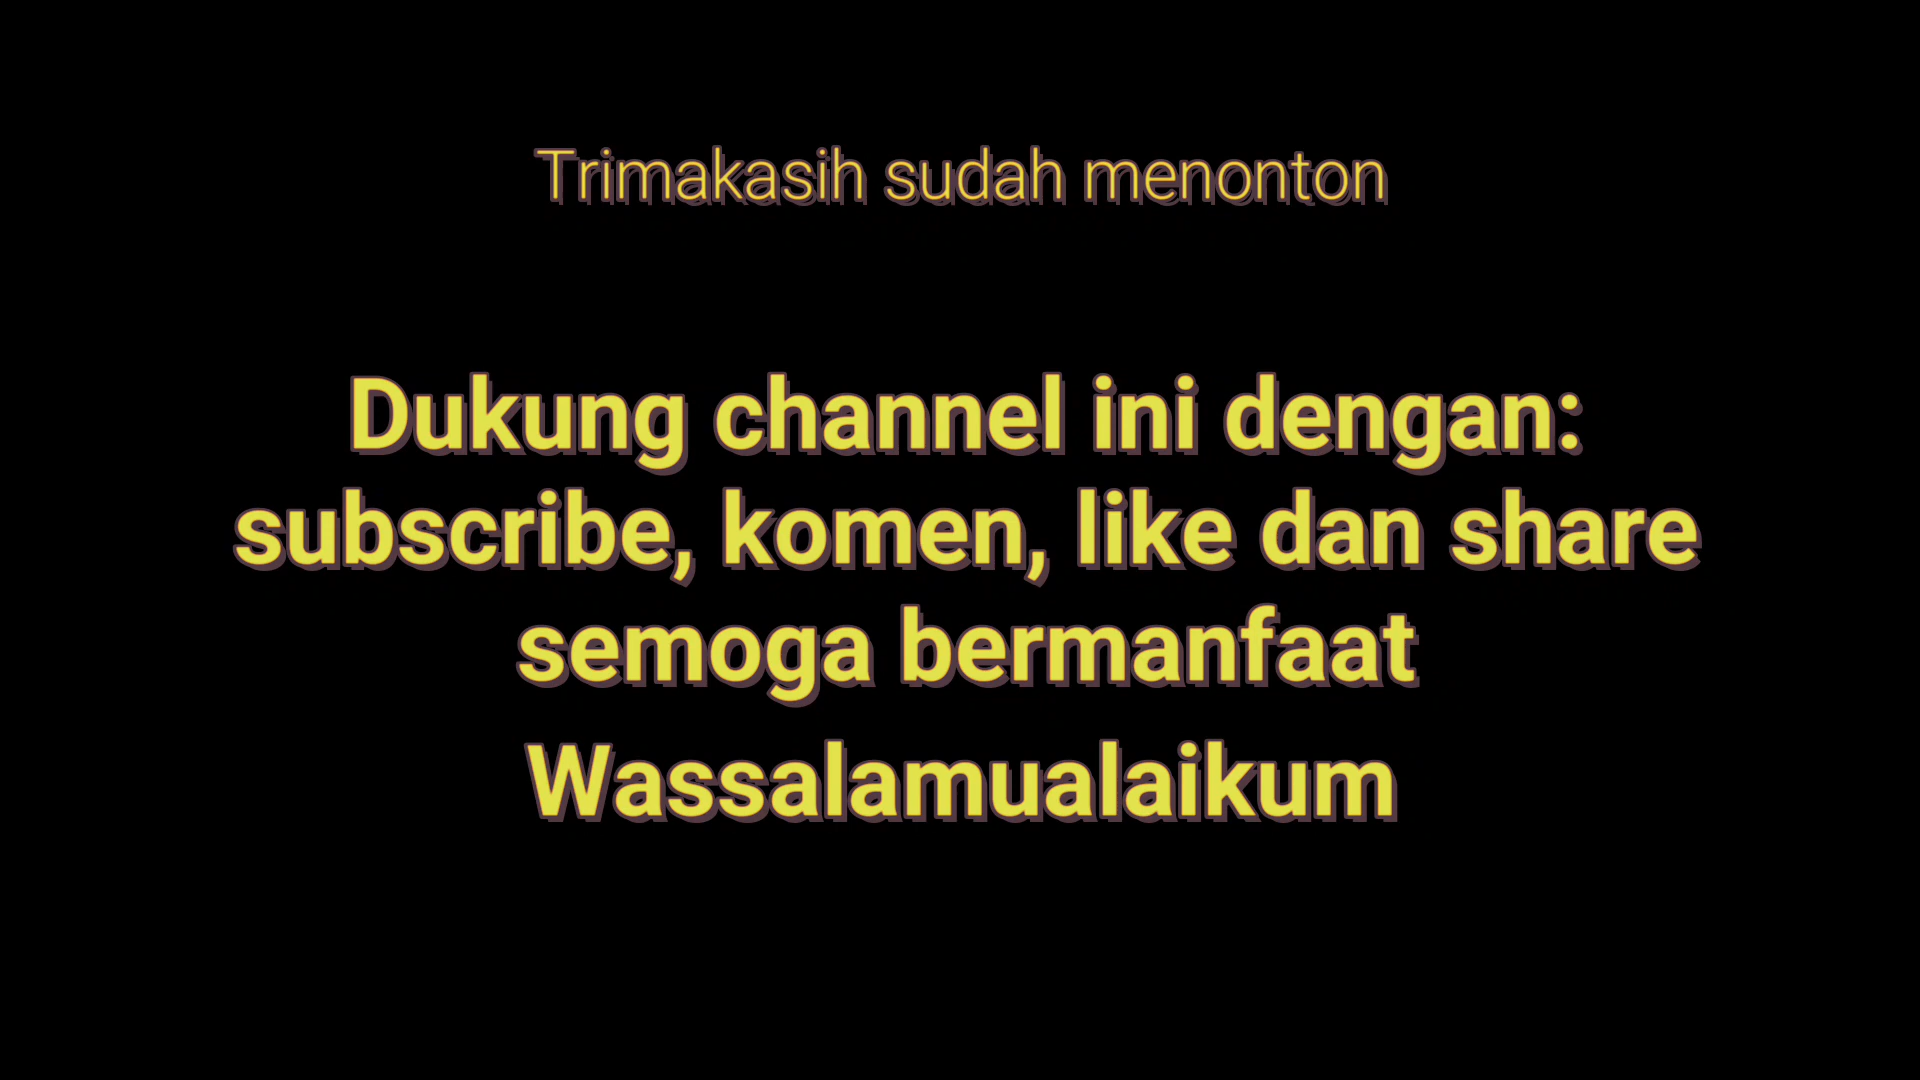 Trimakasih sudah menonton
Dukung channel ini dengan:
subscribe, komen, like dan share
semoga bermanfaat
Wassalamualaikum